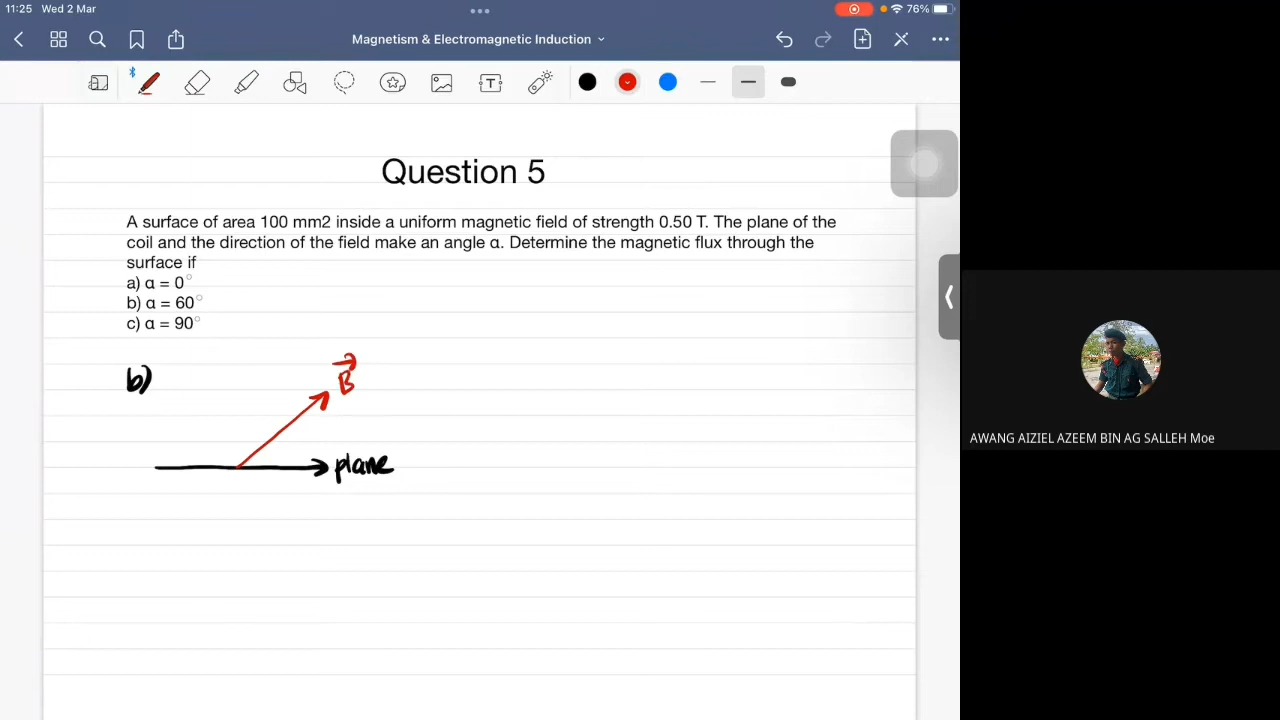 11:25 Wed 2 Mar
76%
Magnetism & Electromagnetic Induction
Question 5
A surface of area 100 mm2 inside a uniform magnetic field of strength 0.50 T. The plane of the
coil and the direction of the field make an angle α. Determine the magnetic flux through the
surface if
a) α = 0°
b) α = 60°
c) α = 90°
b)
B
plane
AWANG AIZIEL AZEEM BIN AG SALLEH Moe